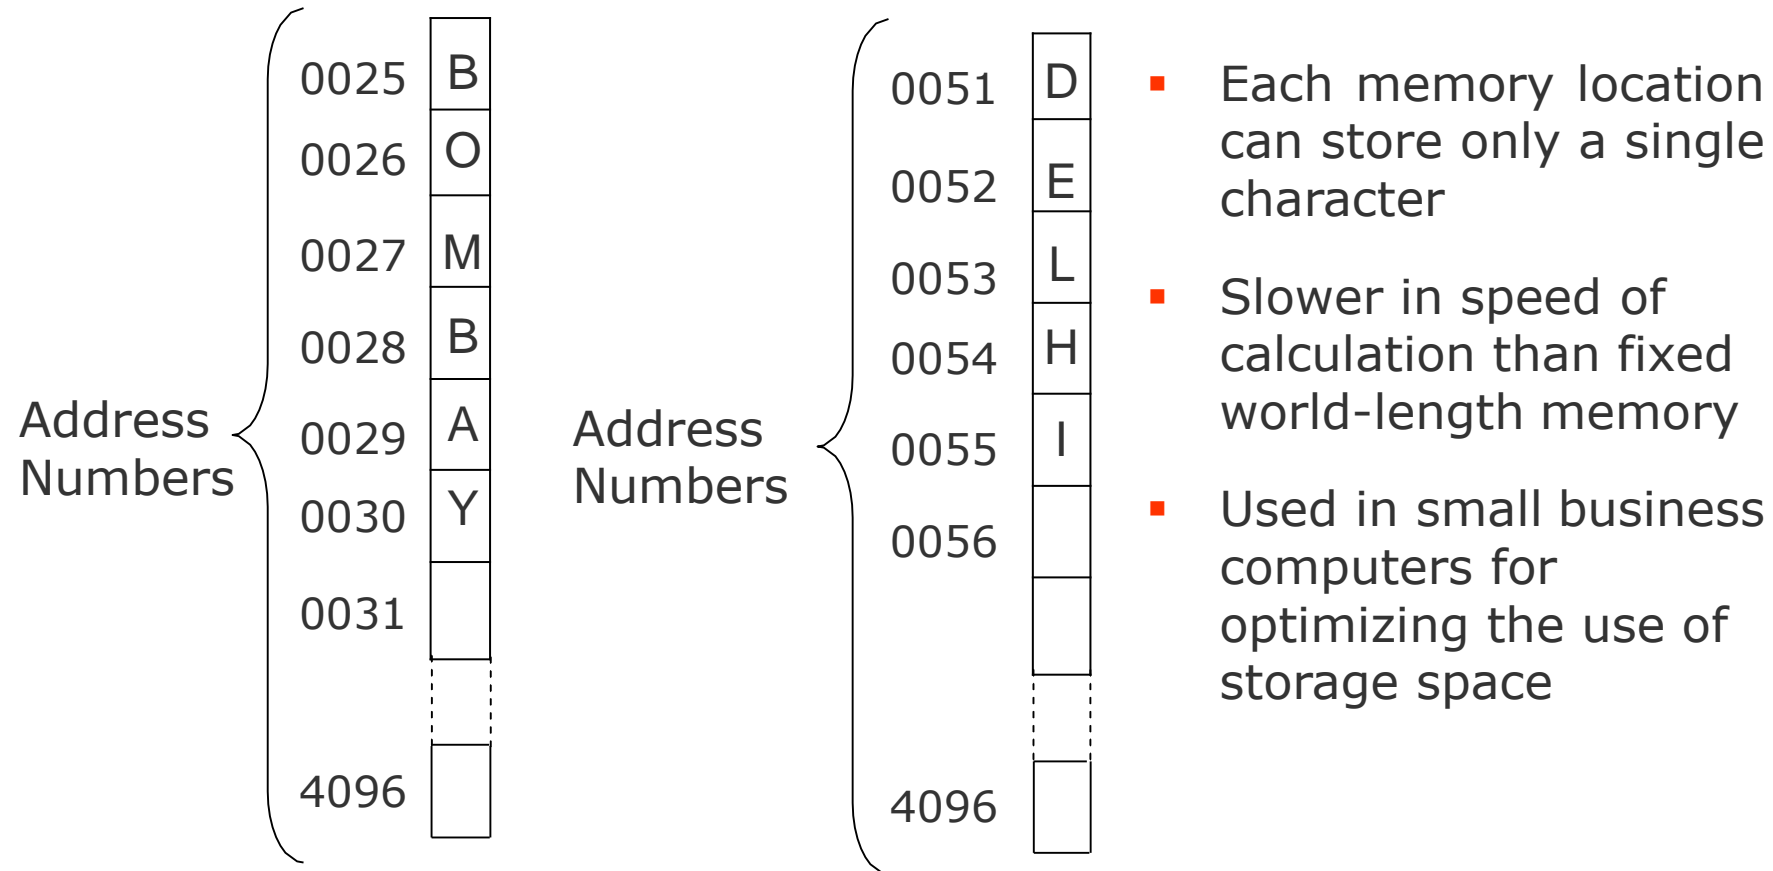 Address
Numbers
0025 B
0026 O
0027 M
0028 B
0029 A
0030 Y
0031
4096
Address
Numbers
0051 D
0052 E
0053 L
0054 H
0055 I
0056
4096
▪ Each memory location
can store only a single
character
▪ Slower in speed of
calculation than fixed
world-length memory
▪ Used in small business
computers for
optimizing the use of
storage space